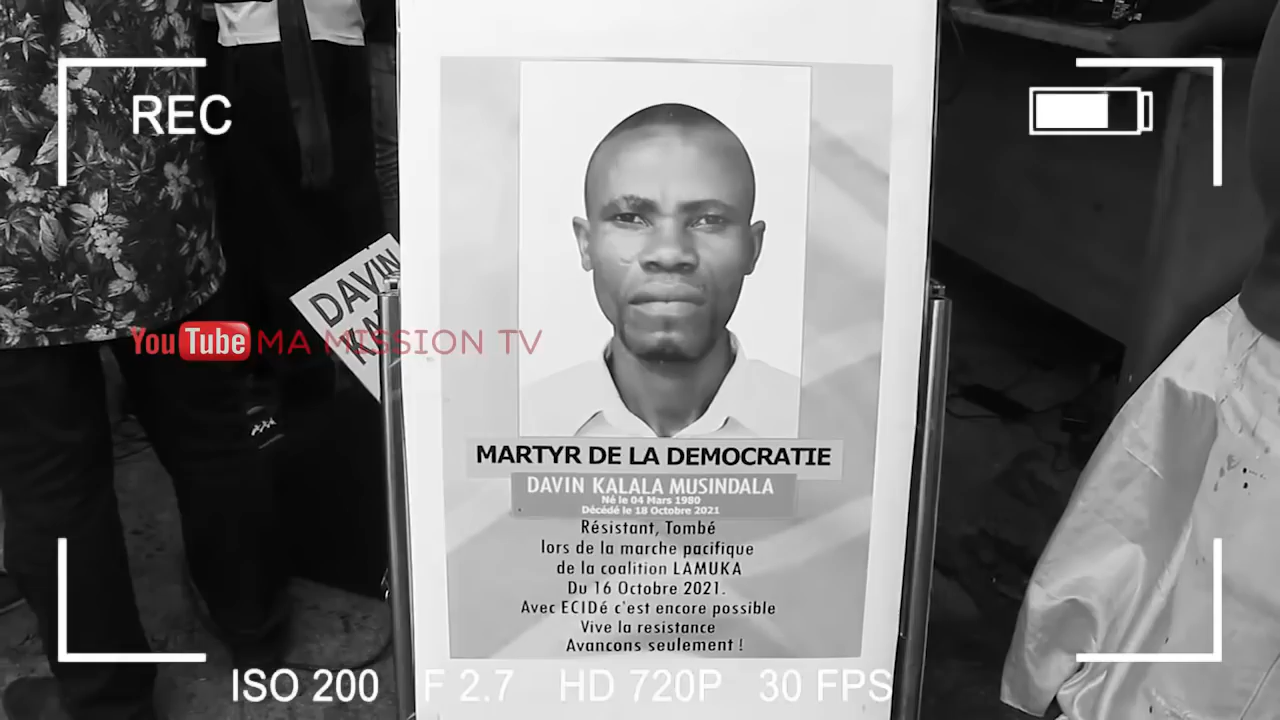 REC
DAVIN
YouTube MA MISSION TV
MARTYR DE LA DEMOCRATIE
DAVIN KALALA MUSINDALA
Né le 04 Mars 1980
Décédé le 18 Octobre 2021
Résistant, Tombé
lors de la marche pacifique
de la coalition LAMUKA
Du 16 Octobre 2021.
Avec ECIDé c'est encore possible
Vive la resistance
Avancons seulement !
ISO 200 F 2.7 HD 720P 30 FPS